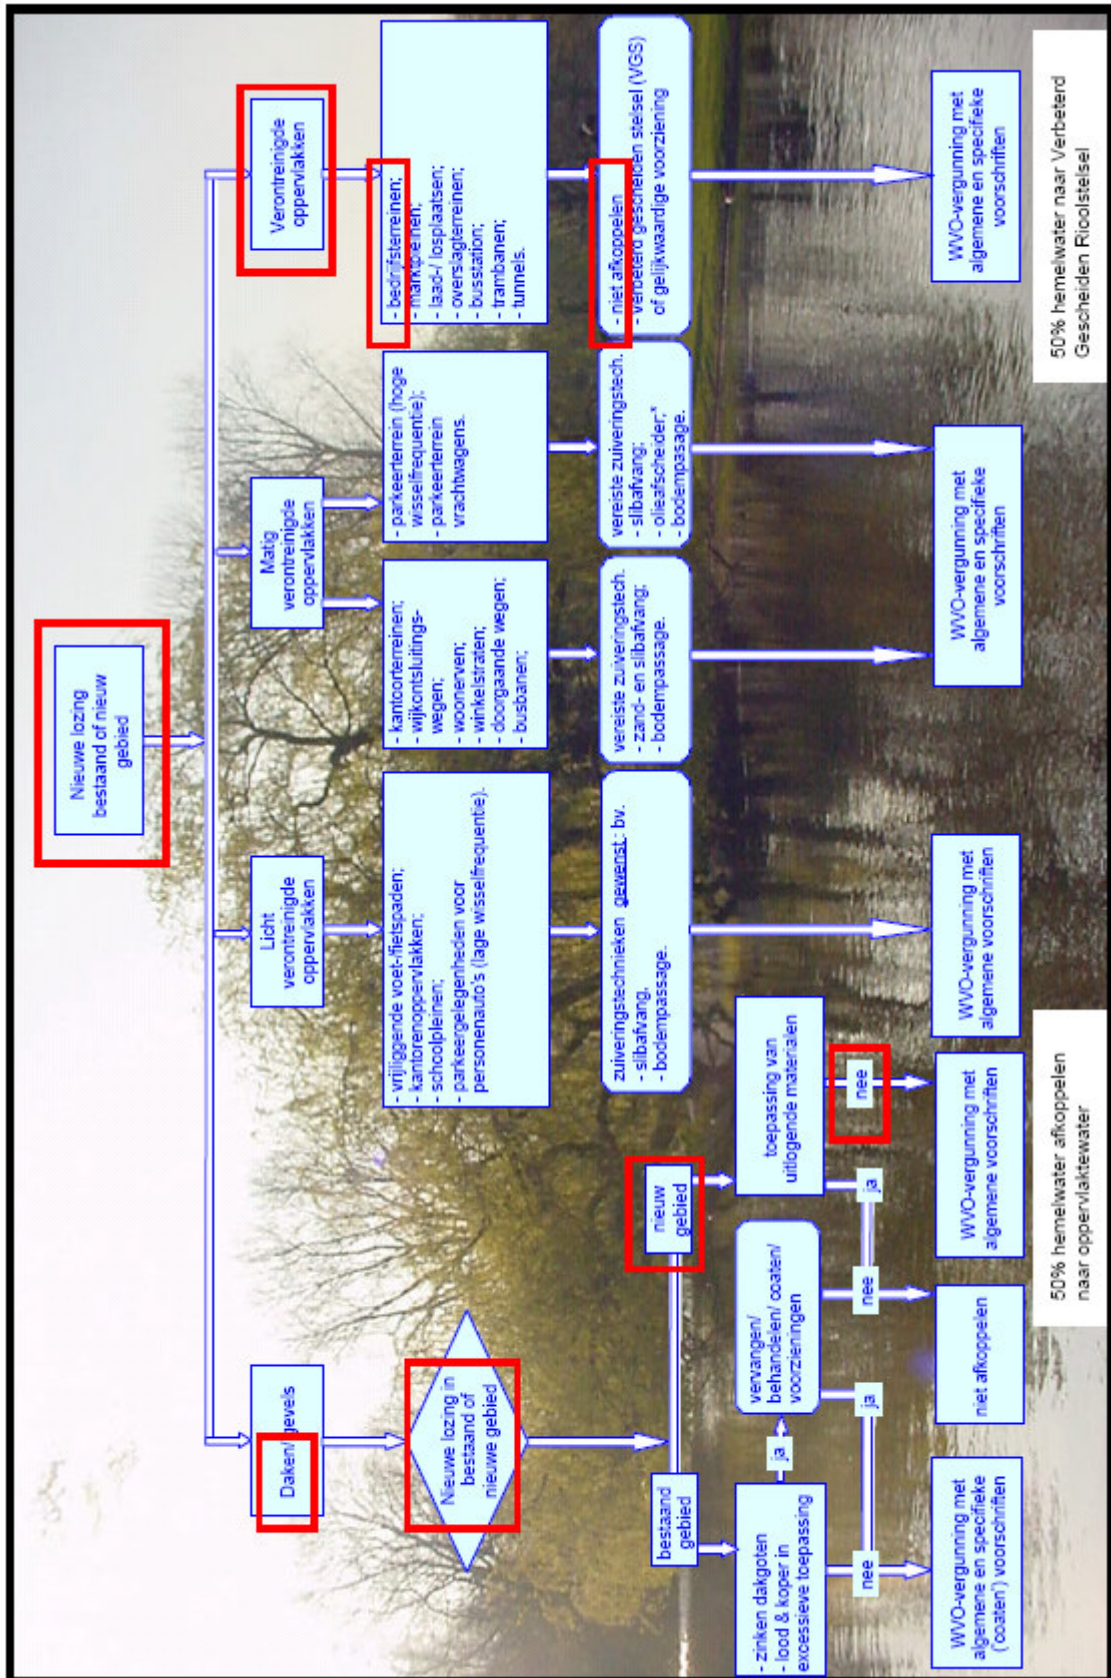 Nieuwe lozing
bestaand of nieuw
gebied
Daken/ gevels
Licht
verontreinigde
oppervlakken
Matig
verontreinigde
oppervlakken
Verontreinigde
oppervlakken
Nieuwe lozing in
bestaand of
nieuwe gebied
- vrijliggende voet-/fietspaden;
- kantorenoppervlakken;
- schoolpleinen;
- parkeergelegenheden voor
personenauto's (lage wisselfrequentie).
- kantoorterreinen;
- wijkontsluitings-
wegen;
- woonerven;
- winkelstraten;
- doorgaande wegen;
- busbanen;
- parkeerterrein (hoge
wisselfrequentie);
- parkeerterrein
vrachtwagens.
- bedrijfsterreinen;
- marktpleinen;
- laad-/ losplaatsen;
- overslagterreinen;
- busstation;
- trambanen;
- tunnels.
zuiveringstechnieken gewenst: bv.
- slibafvang,
- bodempassage.
vereiste zuiveringstech.
- zand- en slibafvang;
- bodempassage.
vereiste zuiveringstech.
- slibafvang;
- olieafscheider;*
- bodempassage.
- niet afkoppelen
- verbeterd gescheiden stelsel (VGS)
of gelijkwaardige voorziening
bestaand
gebied
nieuw
gebied
- zinken dakgoten
- lood & koper in
excessieve toepassing
ja
vervangen/
behandelen/ coaten/
voorzieningen
toepassing van
uitlogende materialen
nee
ja
nee
ja
nee
WVO-vergunning met
algemene en specifieke
('coaten') voorschriften
niet afkoppelen
WVO-vergunning met
algemene voorschriften
WVO-vergunning met
algemene voorschriften
WVO-vergunning met
algemene en specifieke
voorschriften
WVO-vergunning met
algemene en specifieke
voorschriften
50% hemelwater afkoppelen
naar oppervlaktewater
50% hemelwater naar Verbeterd
Gescheiden Rioolstelsel